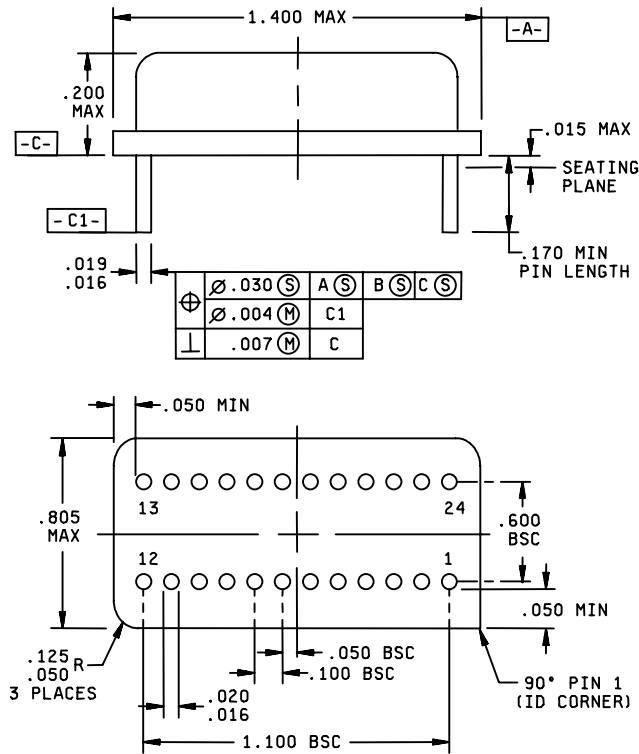 1.400 MAX
-A-
.200
MAX
-C-
.015 MAX
SEATING
PLANE
-C1-
.170 MIN
PIN LENGTH
.019
.016
⌖ ⌀.030 Ⓢ A Ⓢ B Ⓢ C Ⓢ
⌀.004 Ⓜ C1
⊥ .007 Ⓜ C
.050 MIN
13 24
.805
MAX
.600
BSC
12 1
.050 MIN
.050 BSC
.100 BSC
.125
.050 R
3 PLACES
.020
.016
90° PIN 1
(ID CORNER)
1.100 BSC